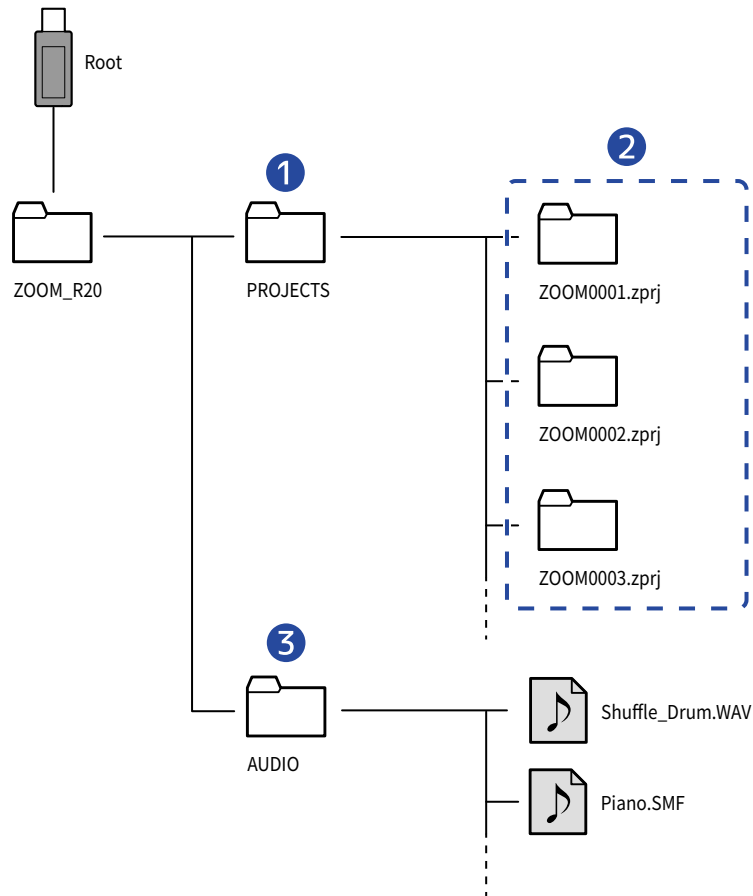 Root
2
1
ZOOM_R20
PROJECTS
ZOOM0001.zprj
ZOOM0002.zprj
ZOOM0003.zprj
3
AUDIO
Shuffle_Drum.WAV
Piano.SMF